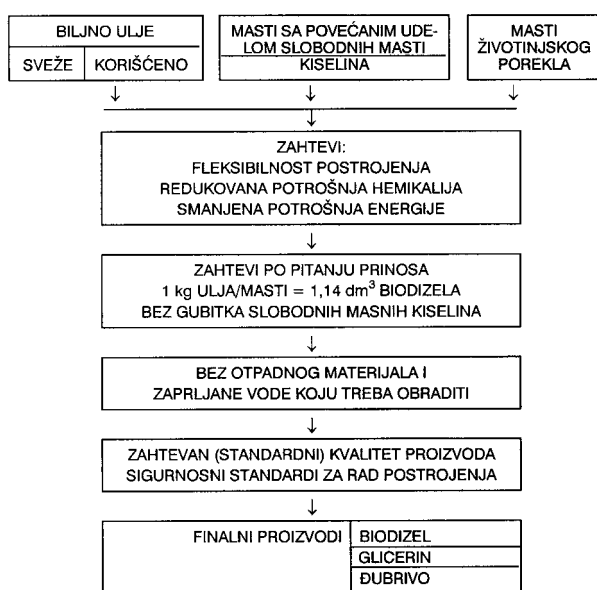 BILJNO ULJE
SVEŽE KORIŠĆENO
MASTI SA POVEĆANIM UDE-
LOM SLOBODNIH MASTI
KISELINA
MASTI
ŽIVOTINJSKOG
POREKLA
ZAHTEVI:
FLEKSIBILNOST POSTROJENJA
REDUKOVANA POTROŠNJA HEMIKALIJA
SMANJENA POTROŠNJA ENERGIJE
ZAHTEVI PO PITANJU PRINOSA
1 kg ULJA/MASTI = 1,14 dm³ BIODIZELA
BEZ GUBITKA SLOBODNIH MASNIH KISELINA
BEZ OTPADNOG MATERIJALA I
ZAPRLJANE VODE KOJU TREBA OBRADITI
ZAHTEVAN (STANDARDNI) KVALITET PROIZVODA
SIGURNOSNI STANDARDI ZA RAD POSTROJENJA
FINALNI PROIZVODI
BIODIZEL
GLICERIN
ĐUBRIVO